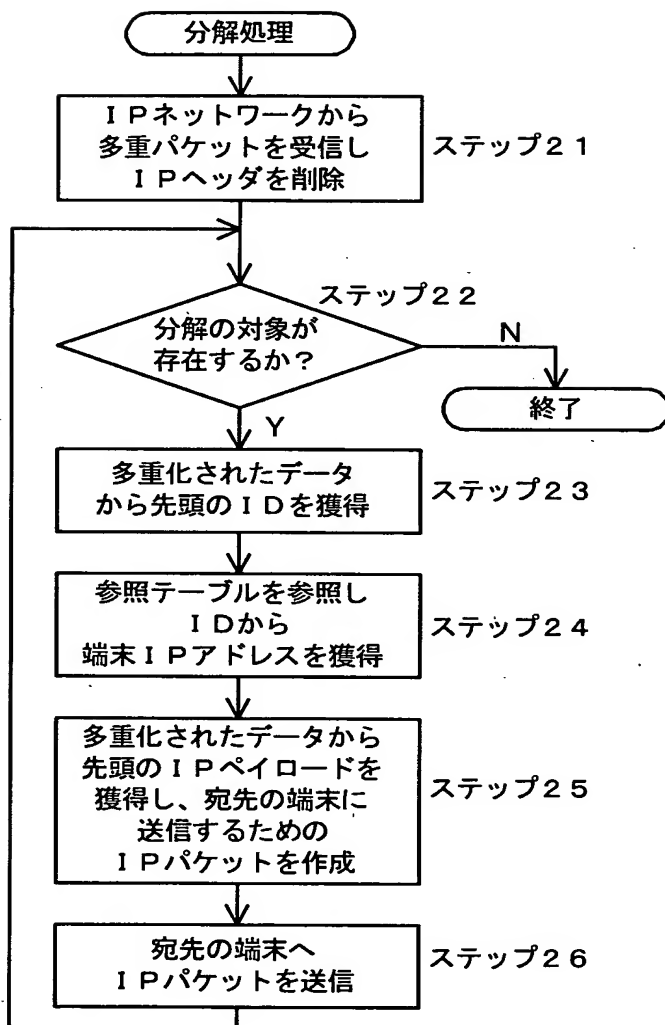 分解処理
ＩＰネットワークから
多重パケットを受信し
ＩＰヘッダを削除
ステップ２１
ステップ２２
分解の対象が
存在するか？
Ｎ
終了
Ｙ
多重化されたデータ
から先頭のＩＤを獲得
ステップ２３
参照テーブルを参照し
ＩＤから
端末ＩＰアドレスを獲得
ステップ２４
多重化されたデータから
先頭のＩＰペイロードを
獲得し、宛先の端末に
送信するための
ＩＰパケットを作成
ステップ２５
宛先の端末へ
ＩＰパケットを送信
ステップ２６